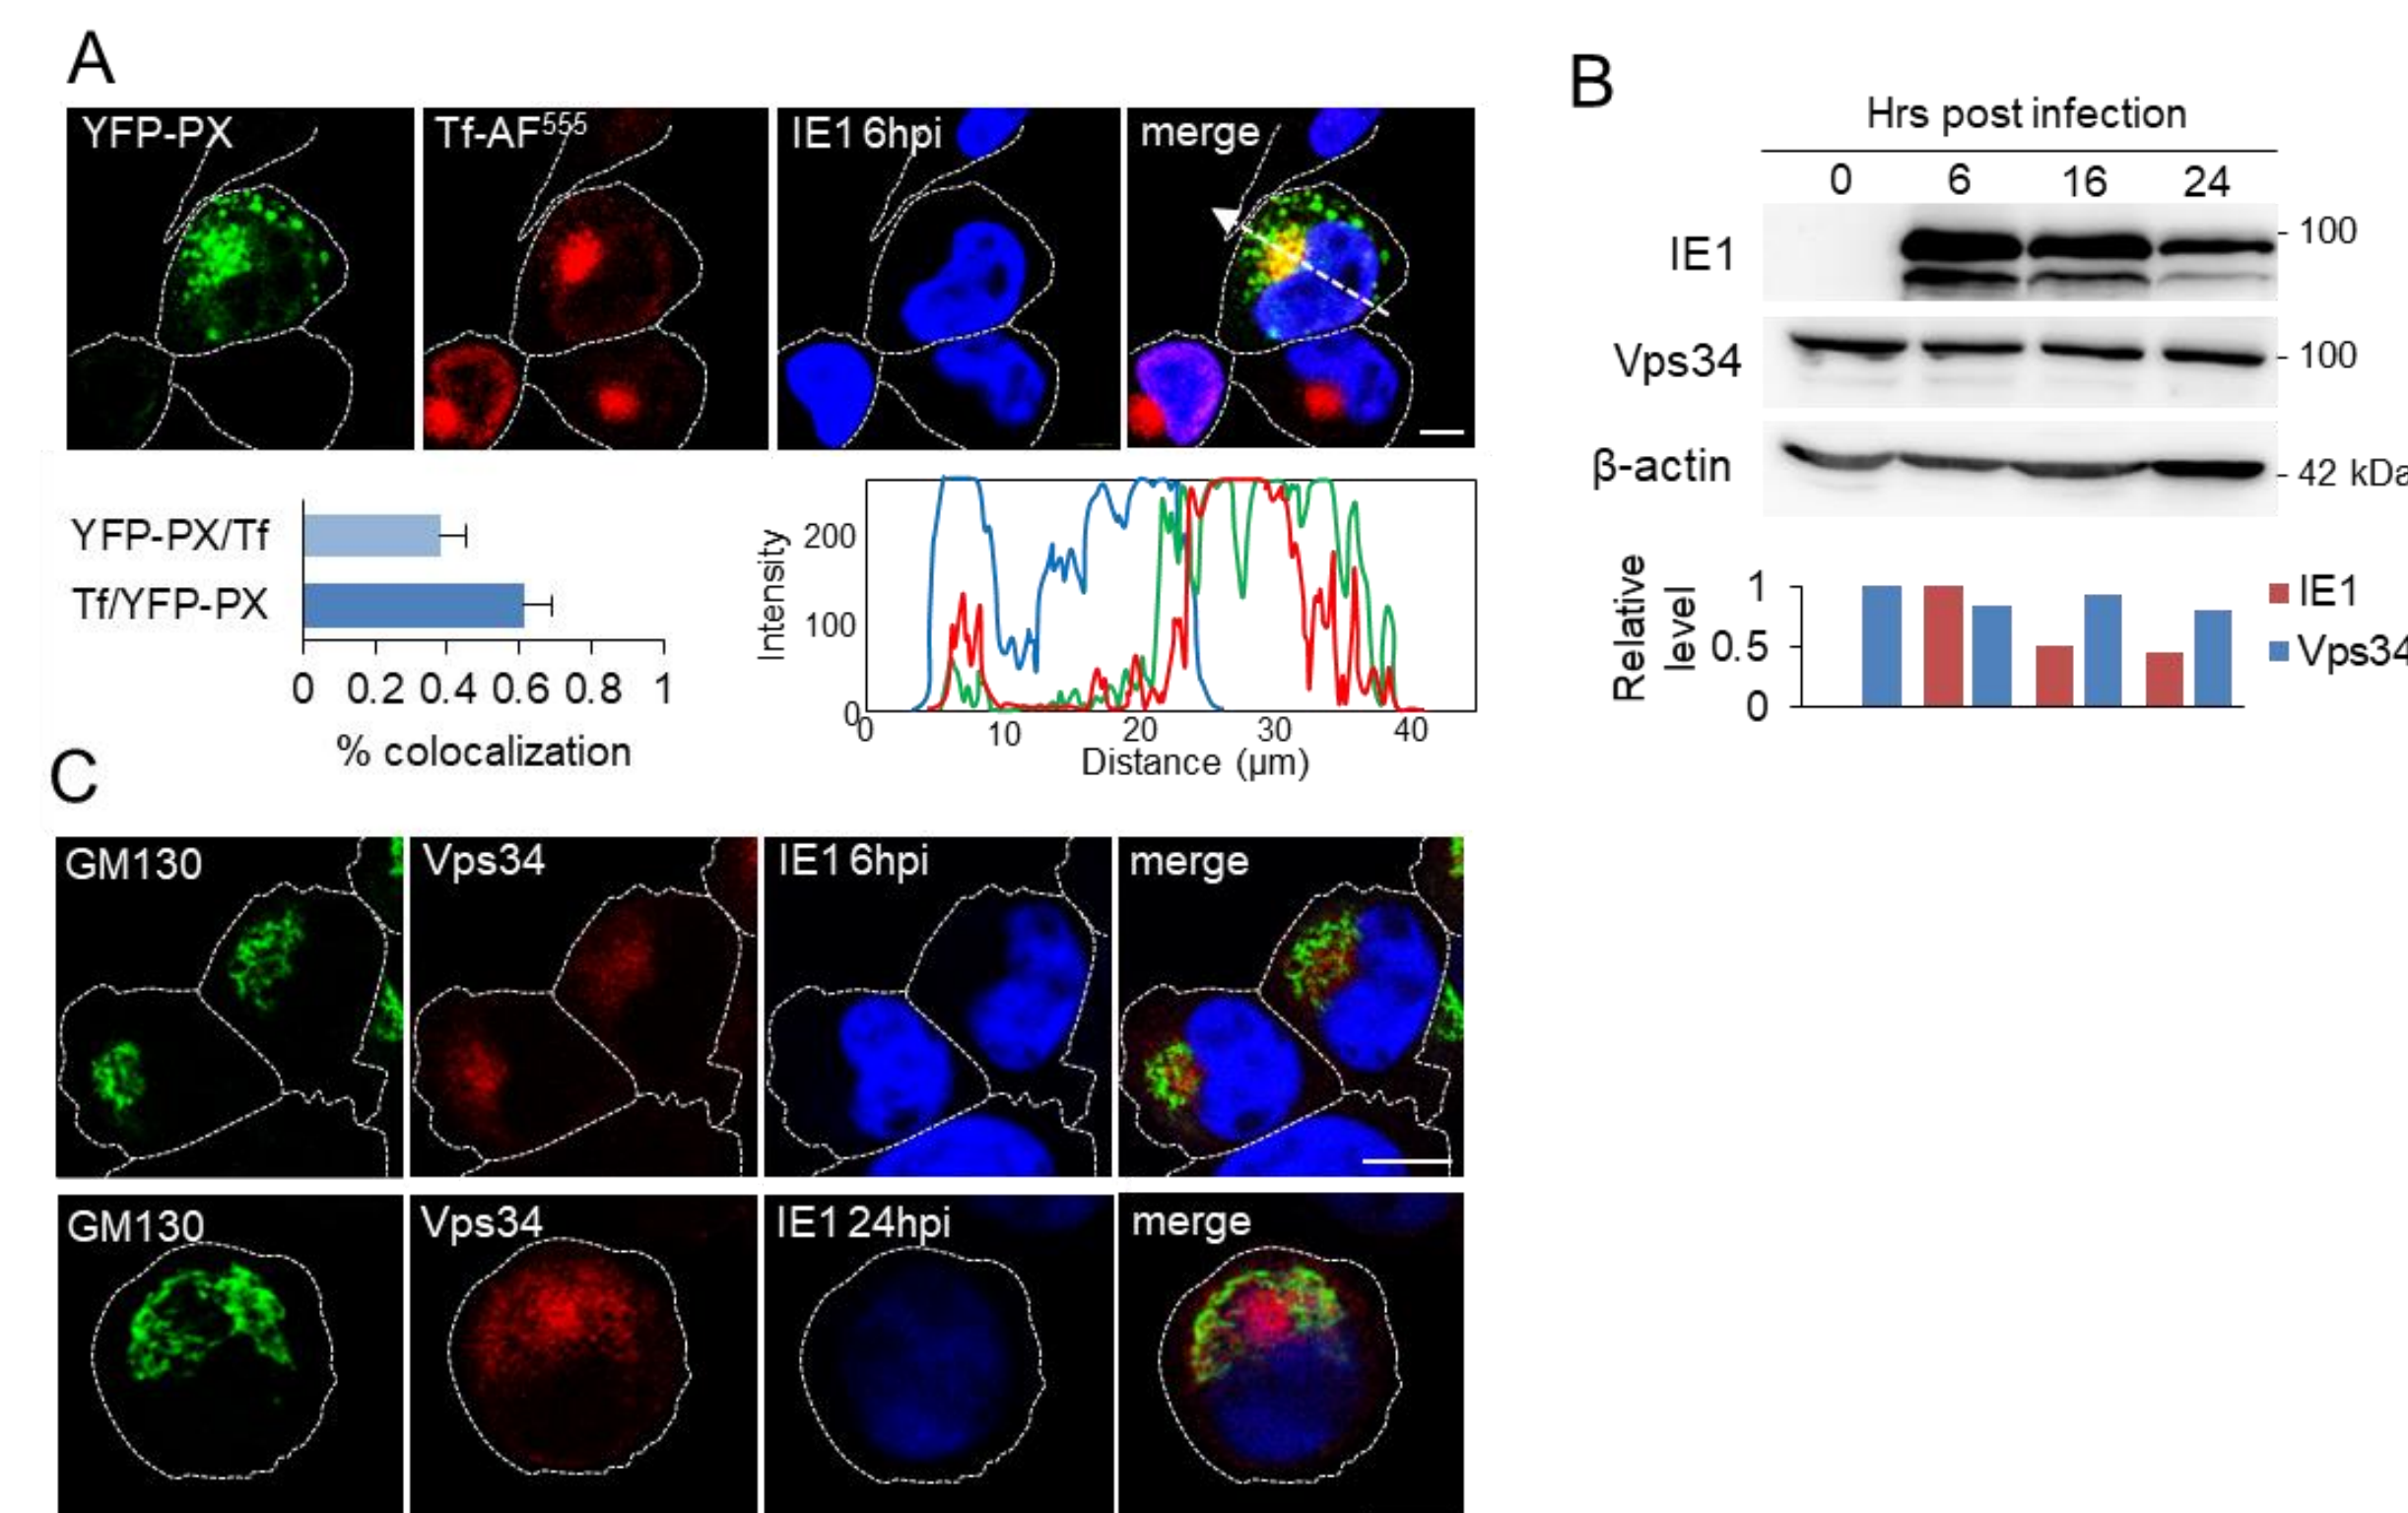 A
YFP-PX
Tf-AF555
IE1 6hpi
merge
YFP-PX/Tf
Tf/YFP-PX
0 0.2 0.4 0.6 0.8 1
% colocalization
Intensity
200
100
0
0 10 20 30 40
Distance (µm)
B
Hrs post infection
0 6 16 24
IE1
100
Vps34
100
β-actin
42 kDa
Relative
level
1
0.5
0
IE1
Vps34
C
GM130
Vps34
IE1 6hpi
merge
GM130
Vps34
IE1 24hpi
merge